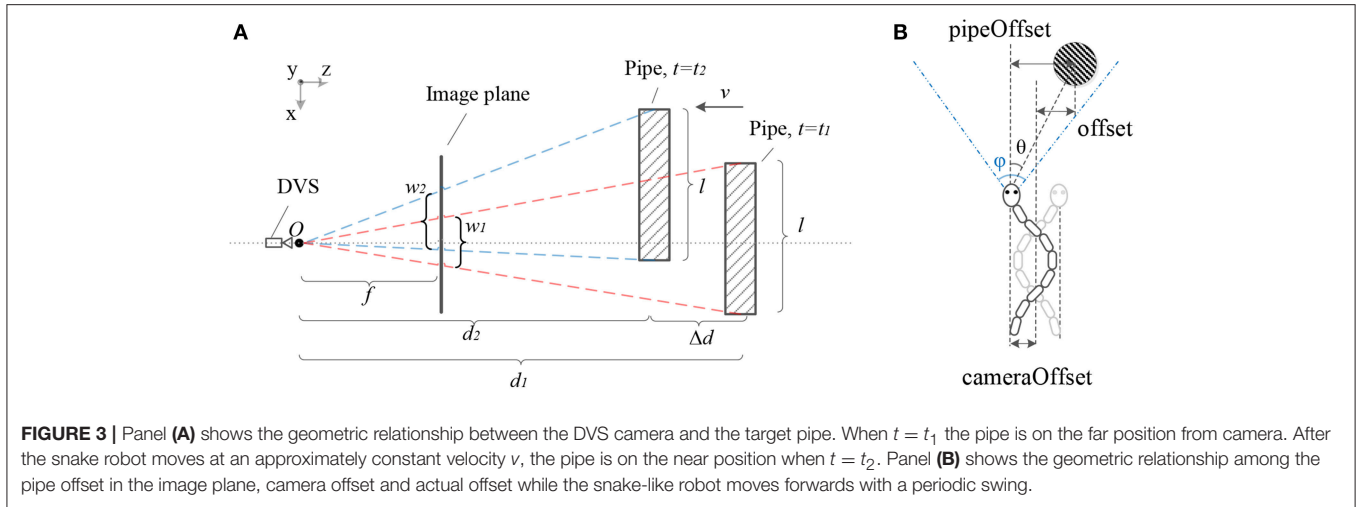 A
y z
x
Image plane
Pipe, t=t2
v
Pipe, t=t1
DVS
O
w2
w1
l
l
f
d2
Δd
d1
B
pipeOffset
offset
θ
φ
cameraOffset
FIGURE 3 | Panel (A) shows the geometric relationship between the DVS camera and the target pipe. When t = t1 the pipe is on the far position from camera. After
the snake robot moves at an approximately constant velocity v, the pipe is on the near position when t = t2. Panel (B) shows the geometric relationship among the
pipe offset in the image plane, camera offset and actual offset while the snake-like robot moves forwards with a periodic swing.